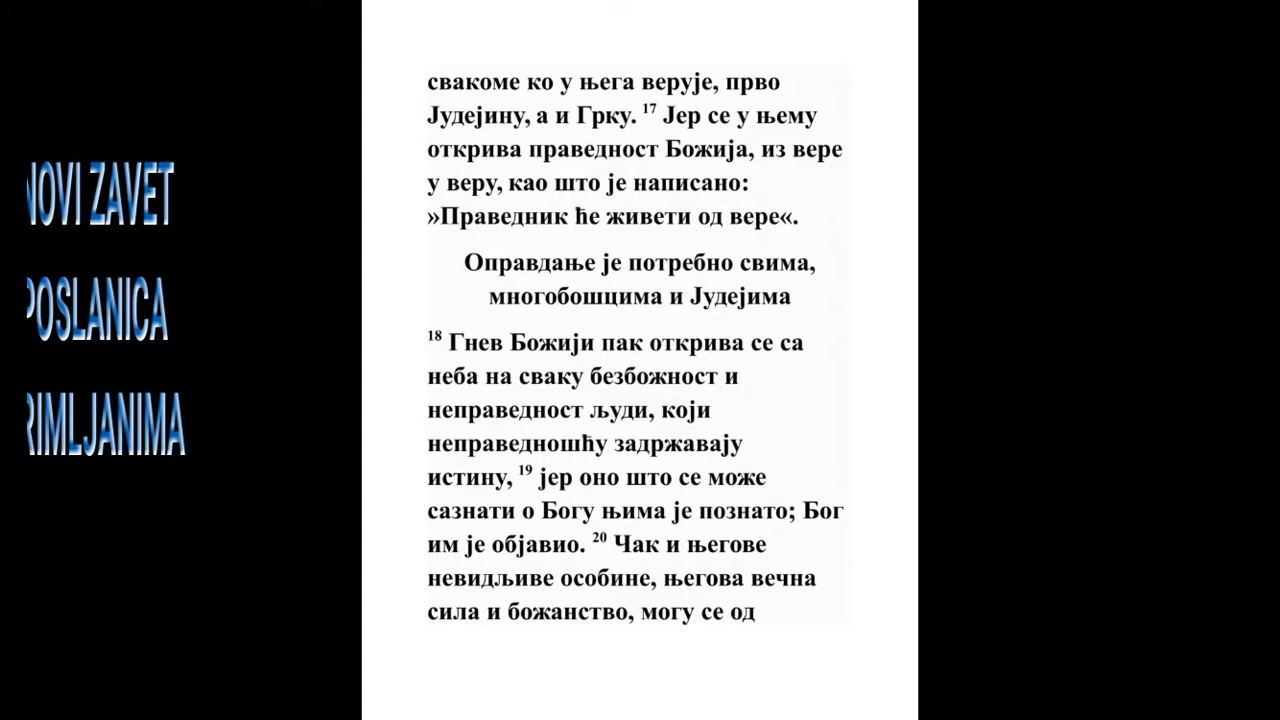 NOVI ZAVET
POSLANICA
RIMLJANIMA
свакоме ко у њега верује, прво
Јудејину, а и Грку. 17 Јер се у њему
открива праведност Божија, из вере
у веру, као што је написано:
»Праведник ће живети од вере«.
Оправдање је потребно свима,
многобошцима и Јудејима
18 Гнев Божији пак открива се са
неба на сваку безбожност и
неправедност људи, који
неправедношћу задржавају
истину, 19 јер оно што се може
сазнати о Богу њима је познато; Бог
им је објавио. 20 Чак и његове
невидљиве особине, његова вечна
сила и божанство, могу се од